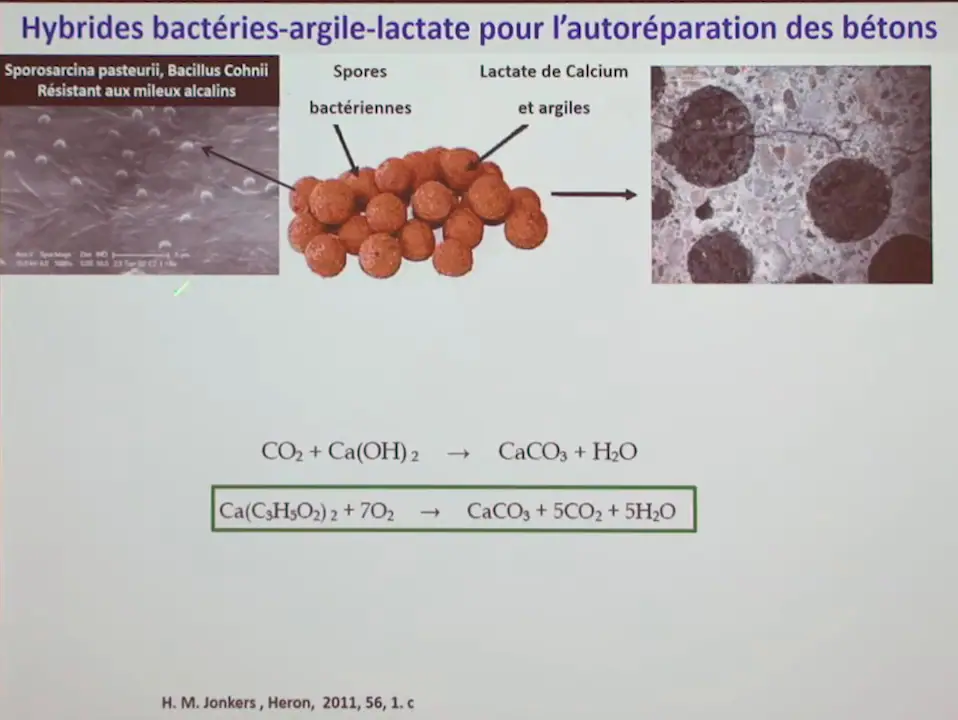 Hybrides bactéries-argile-lactate pour l’autoréparation des bétons
Sporosarcina pasteurii, Bacillus Cohnii
Résistant aux mileux alcalins
Spores
bactériennes
Lactate de Calcium
et argiles
CO₂ + Ca(OH)₂ → CaCO₃ + H₂O
Ca(C₃H₅O₂)₂ + 7O₂ → CaCO₃ + 5CO₂ + 5H₂O
H. M. Jonkers , Heron, 2011, 56, 1. c